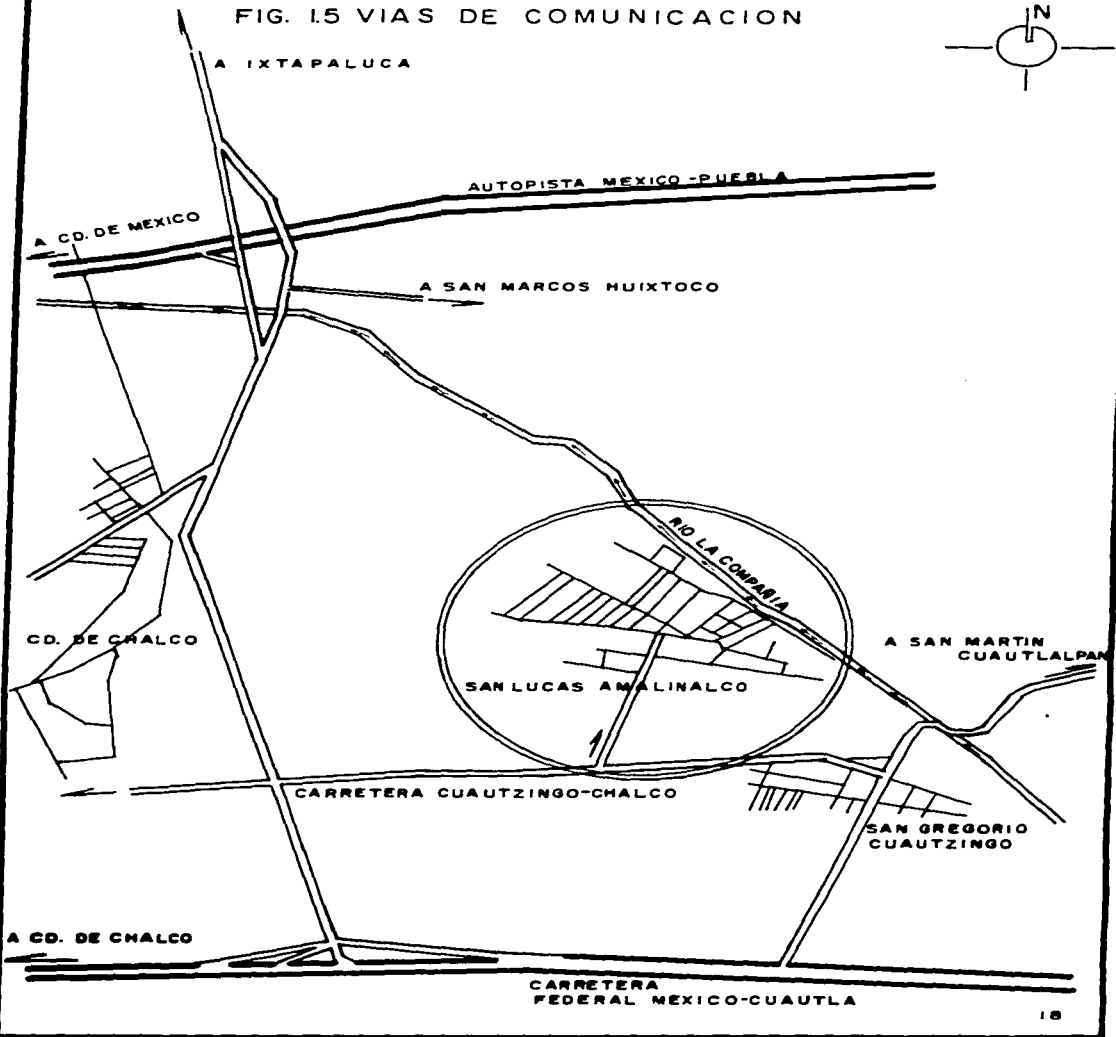 FIG. I.5 VIAS DE COMUNICACION
N
A IXTAPALUCA
AUTOPISTA MEXICO-PUEBLA
A CD. DE MEXICO
A SAN MARCOS HUIXTOCO
RIO LA COMPAÑIA
CD. DE CHALCO
A SAN MARTIN
CUAUTLALPAN
SAN LUCAS AMALINALCO
CARRETERA CUAUTZINGO-CHALCO
SAN GREGORIO
CUAUTZINGO
A CD. DE CHALCO
CARRETERA
FEDERAL MEXICO-CUAUTLA
18